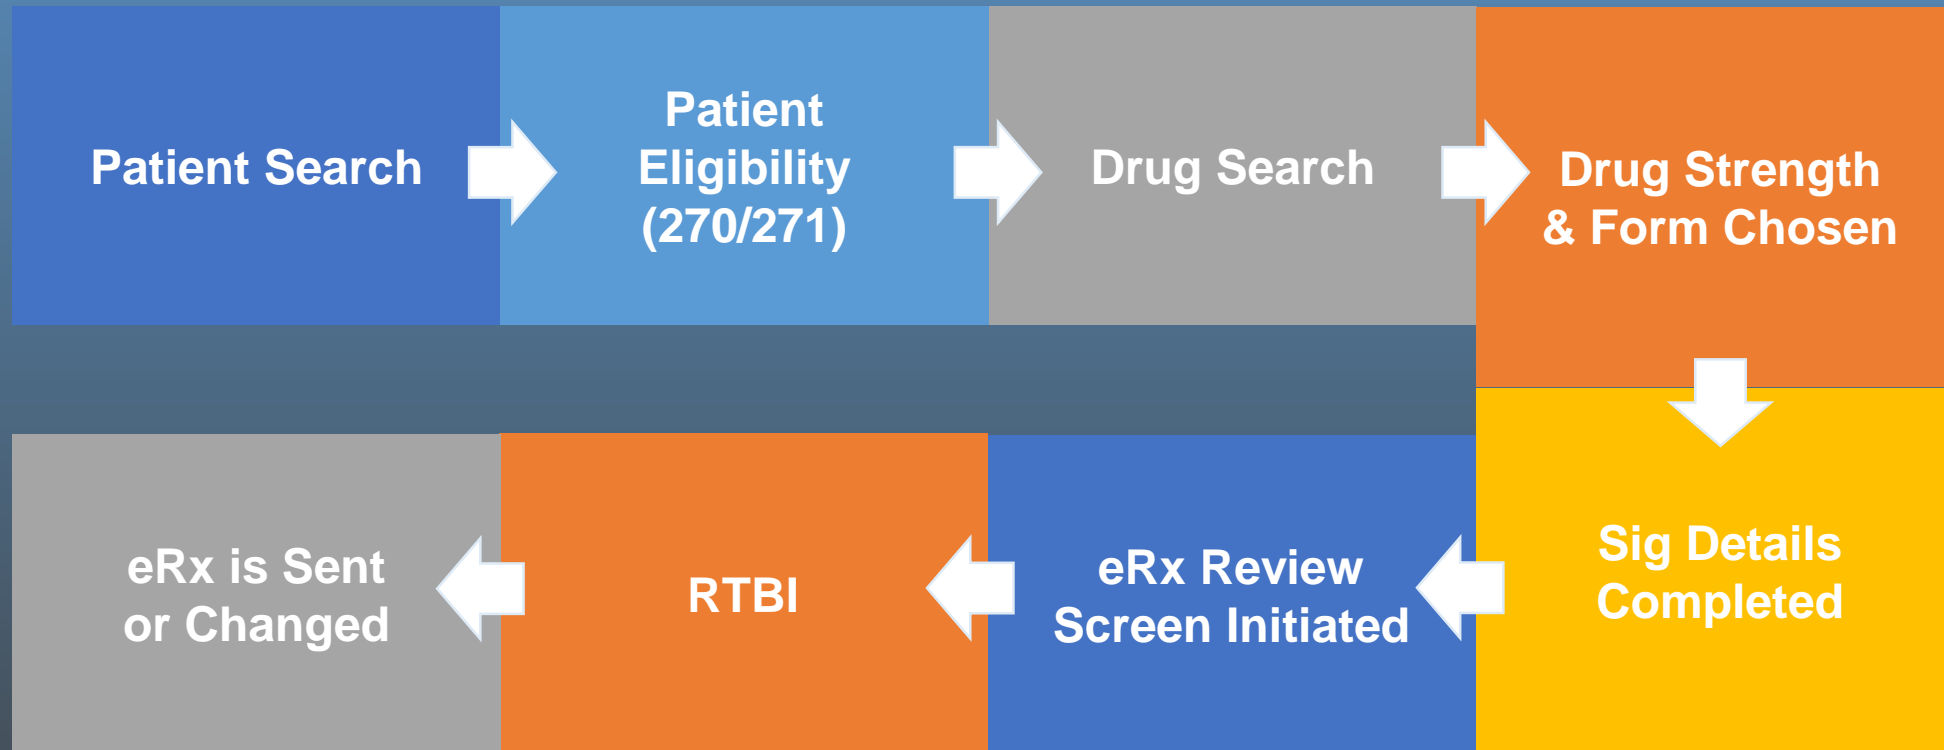 Patient Search
Patient
Eligibility
(270/271)
Drug Search
Drug Strength
& Form Chosen
Sig Details
Completed
eRx Review
Screen Initiated
RTBI
eRx is Sent
or Changed